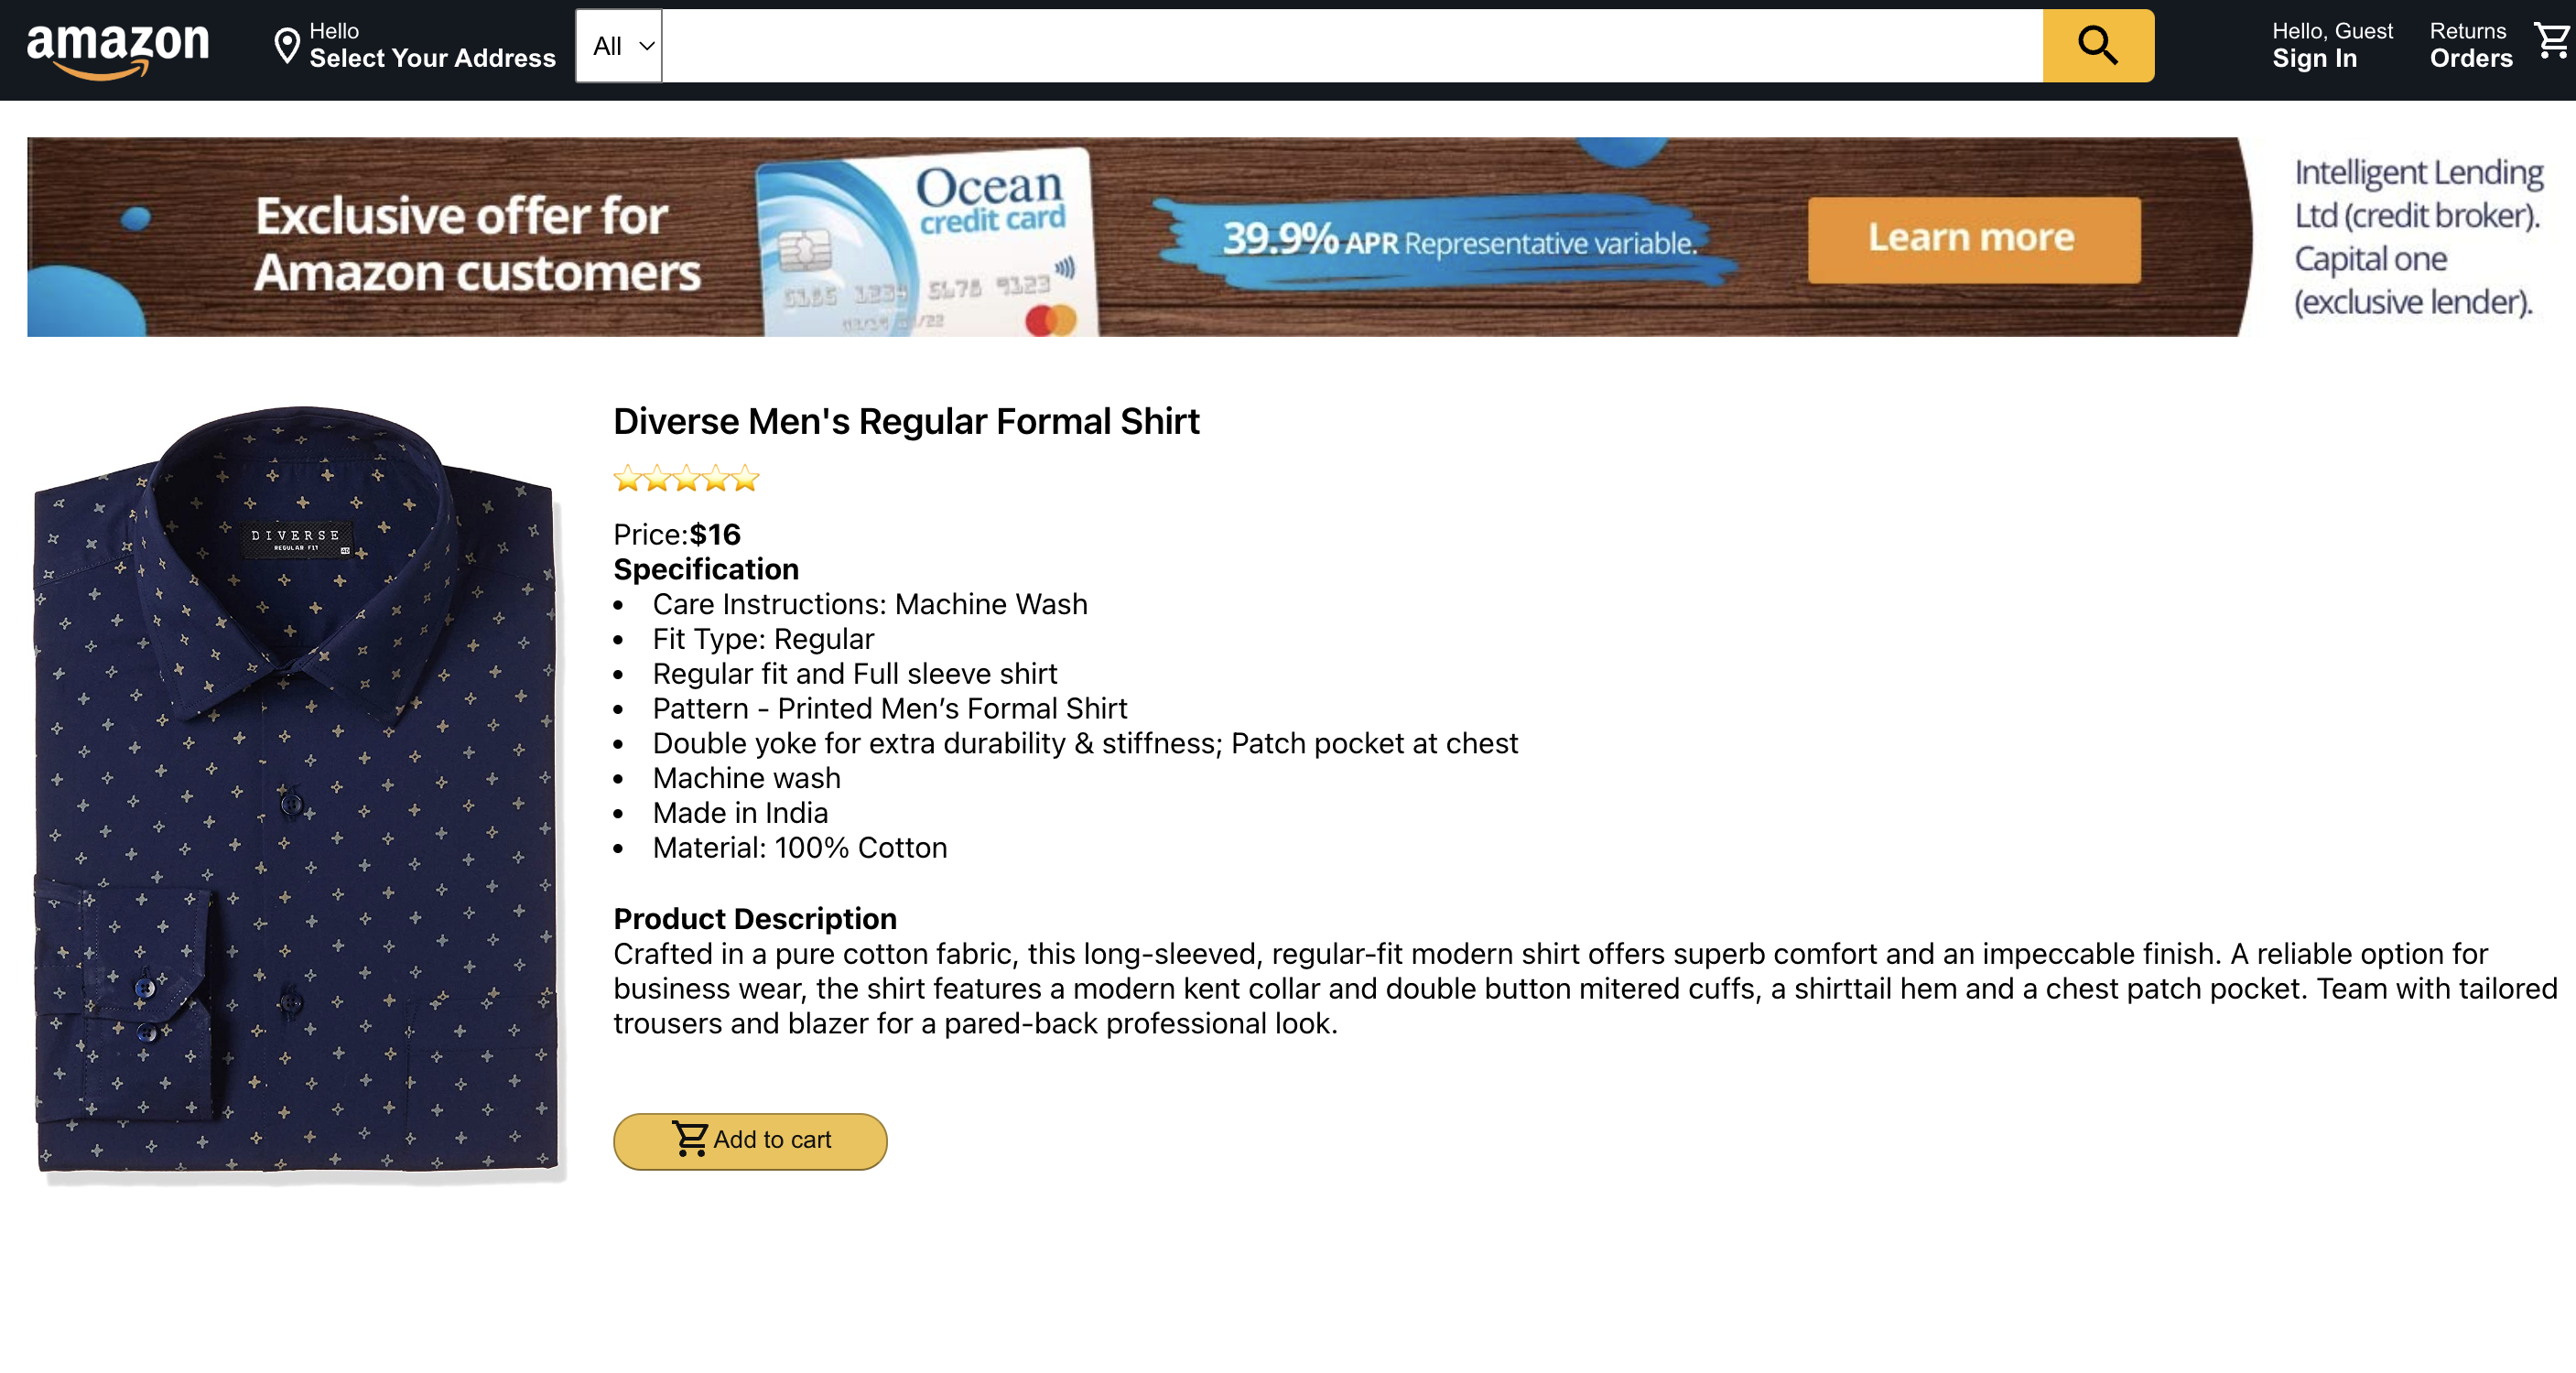 amazon
Hello
Select Your Address
All
Hello, Guest
Sign In
Returns
Orders
Exclusive offer for
Amazon customers
Ocean
credit card
39.9% APR Representative variable.
Learn more
Intelligent Lending
Ltd (credit broker).
Capital one
(exclusive lender).
DIVERSE
REGULAR FIT
40
Diverse Men's Regular Formal Shirt
Price:$16
Specification
• Care Instructions: Machine Wash
• Fit Type: Regular
• Regular fit and Full sleeve shirt
• Pattern - Printed Men’s Formal Shirt
• Double yoke for extra durability & stiffness; Patch pocket at chest
• Machine wash
• Made in India
• Material: 100% Cotton
Product Description
Crafted in a pure cotton fabric, this long-sleeved, regular-fit modern shirt offers superb comfort and an impeccable finish. A reliable option for
business wear, the shirt features a modern kent collar and double button mitered cuffs, a shirttail hem and a chest patch pocket. Team with tailored
trousers and blazer for a pared-back professional look.
Add to cart